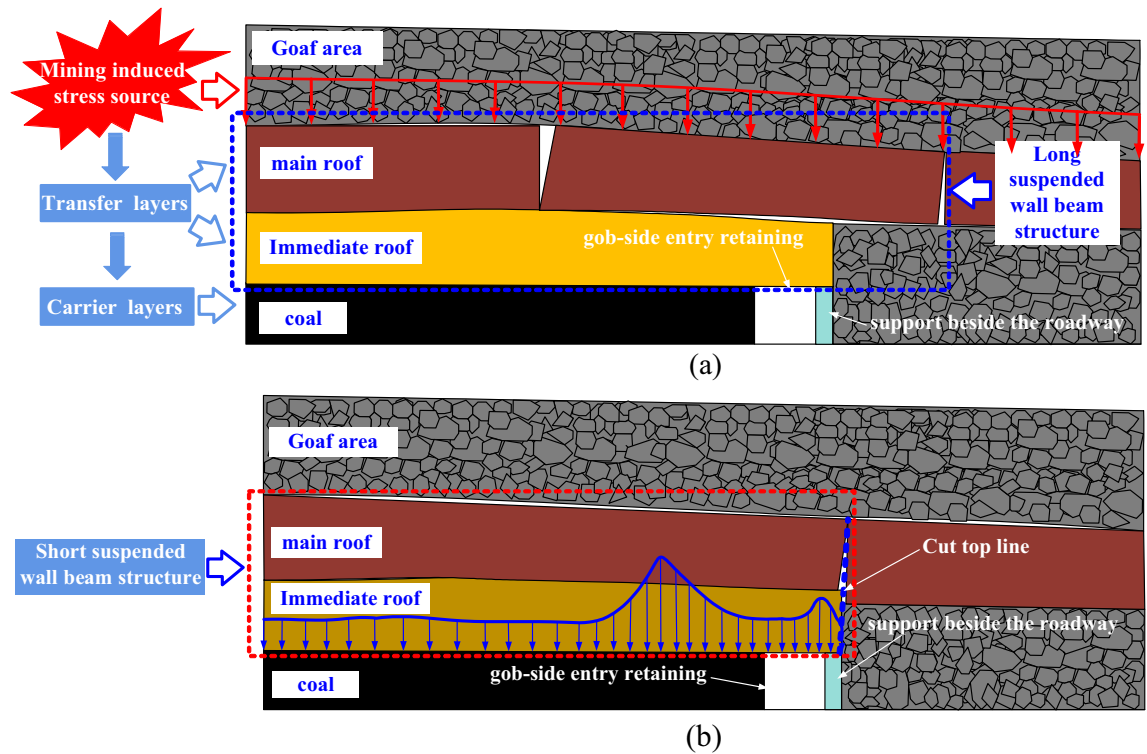 Goaf area
Mining induced
stress source
main roof
Transfer layers
Long
suspended
wall beam
structure
Immediate roof
gob-side entry retaining
Carrier layers
coal
support beside the roadway
(a)
Goaf area
main roof
Short suspended
wall beam structure
Cut top line
Immediate roof
support beside the roadway
coal
gob-side entry retaining
(b)